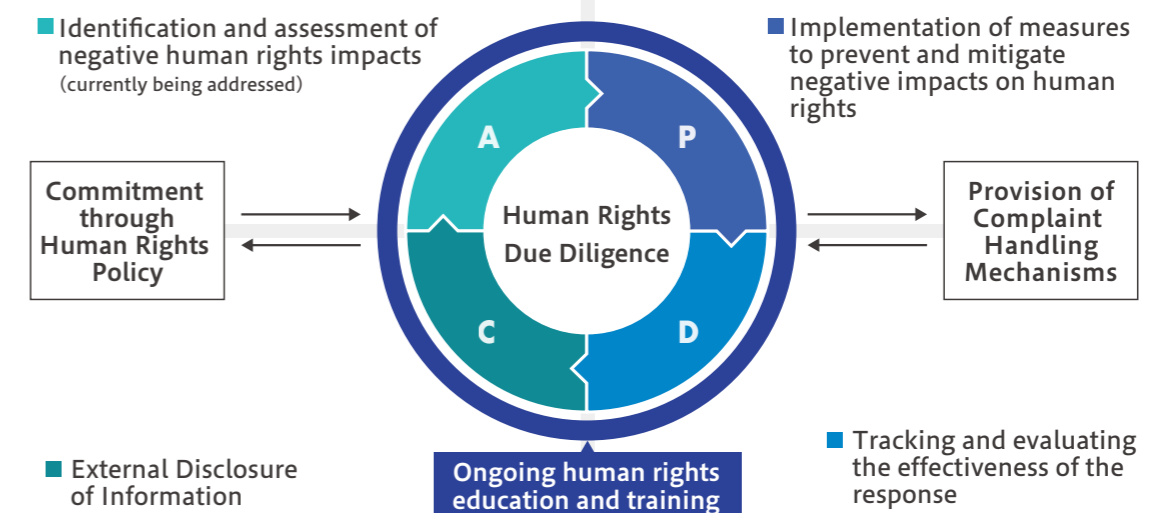 Identification and assessment of
negative human rights impacts
(currently being addressed)
Implementation of measures
to prevent and mitigate
negative impacts on human
rights
A
P
Commitment
through
Human Rights
Policy
Human Rights
Due Diligence
Provision of
Complaint
Handling
Mechanisms
C
D
External Disclosure
of Information
Ongoing human rights
education and training
Tracking and evaluating
the effectiveness of the
response